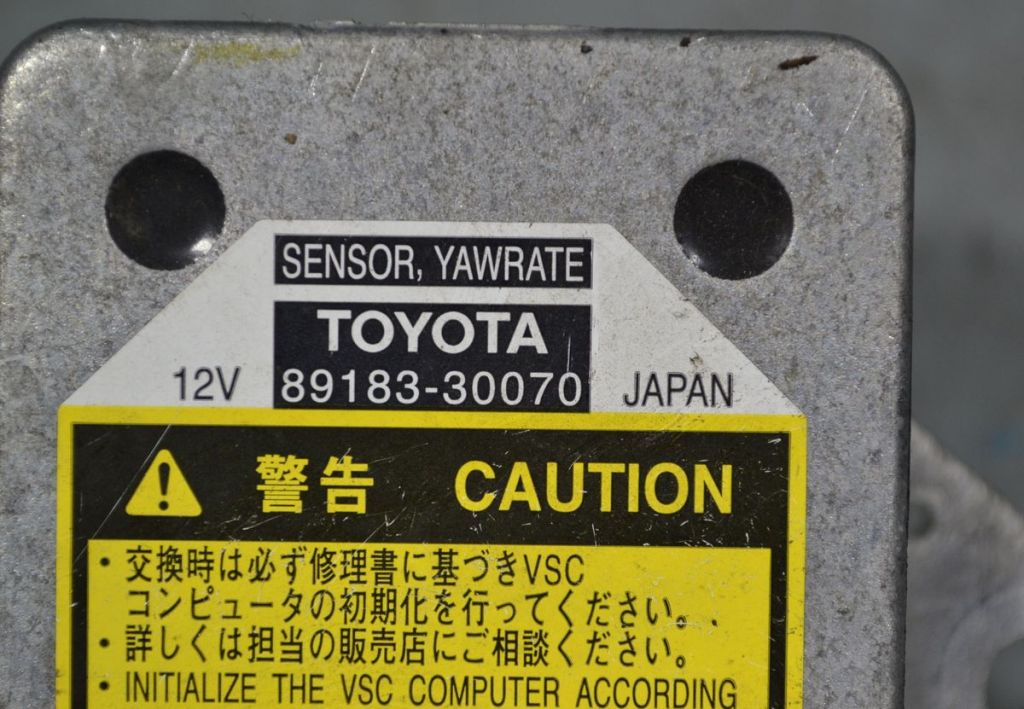 SENSOR, YAWRATE
TOYOTA
12V 89183-30070 JAPAN
警告 CAUTION
・交換時は必ず修理書に基づきVSC
コンピュータの初期化を行ってください。
・詳しくは担当の販売店にご相談ください。
・INITIALIZE THE VSC COMPUTER ACCORDING